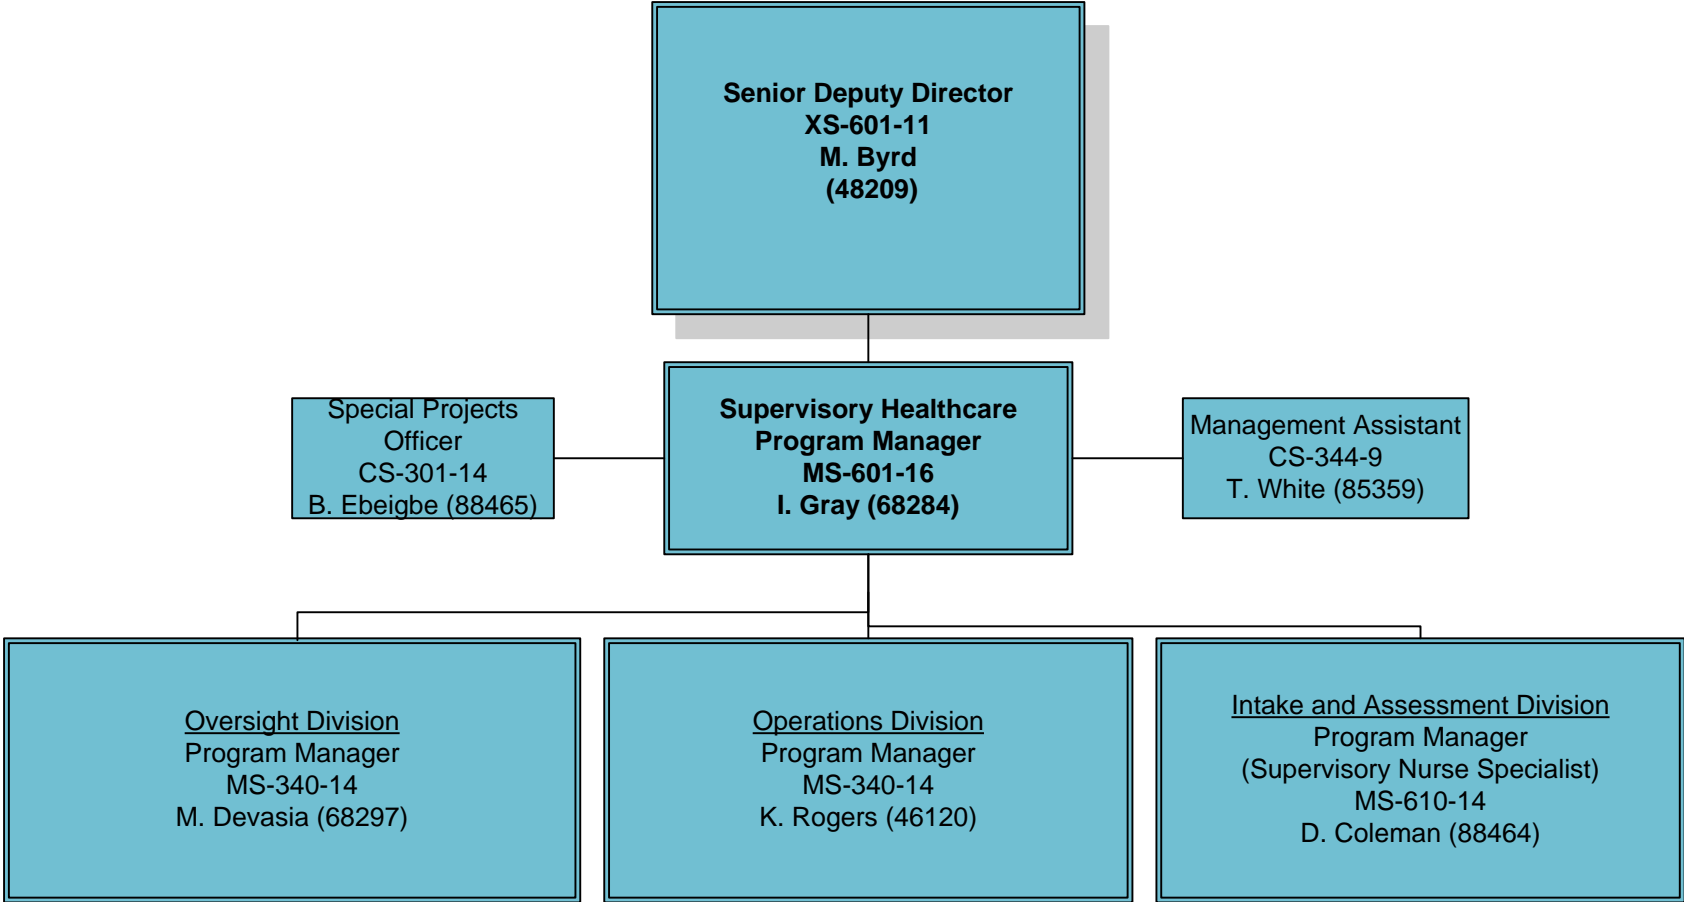 Senior Deputy Director
XS-601-11
M. Byrd
(48209)
Special Projects
Officer
CS-301-14
B. Ebeigbe (88465)
Supervisory Healthcare
Program Manager
MS-601-16
I. Gray (68284)
Management Assistant
CS-344-9
T. White (85359)
Oversight Division
Program Manager
MS-340-14
M. Devasia (68297)
Operations Division
Program Manager
MS-340-14
K. Rogers (46120)
Intake and Assessment Division
Program Manager
(Supervisory Nurse Specialist)
MS-610-14
D. Coleman (88464)